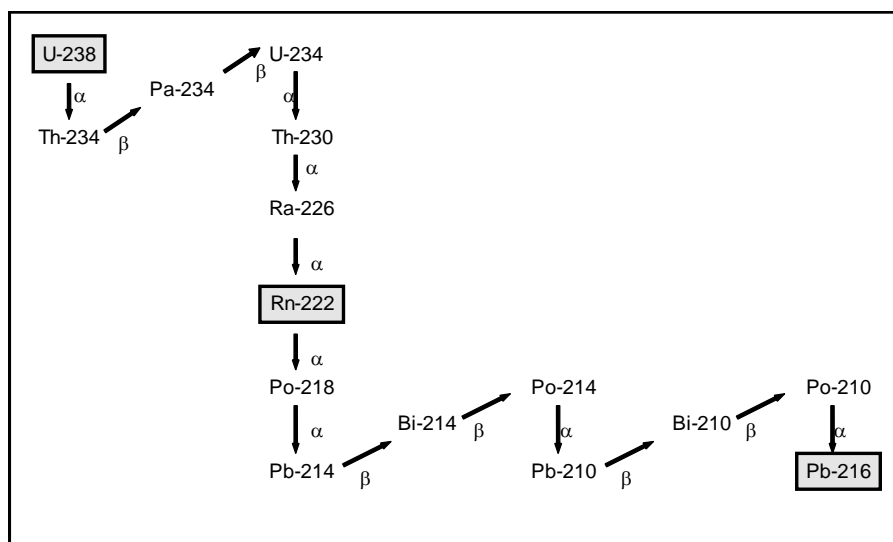 U-238
α
Th-234
β
Pa-234
β
U-234
α
Th-230
α
Ra-226
α
Rn-222
α
Po-218
α
Pb-214
β
Bi-214
β
Po-214
α
Pb-210
β
Bi-210
β
Po-210
α
Pb-216